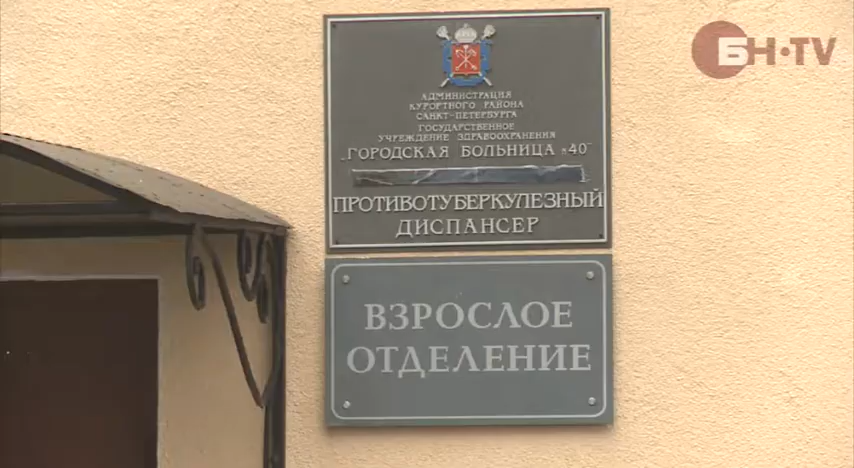 БН·TV
АДМИНИСТРАЦИЯ
КУРОРТНОГО РАЙОНА
САНКТ-ПЕТЕРБУРГА
ГОСУДАРСТВЕННОЕ
УЧРЕЖДЕНИЕ ЗДРАВООХРАНЕНИЯ
„ГОРОДСКАЯ БОЛЬНИЦА №40"
ПРОТИВОТУБЕРКУЛЕЗНЫЙ
ДИСПАНСЕР
ВЗРОСЛОЕ
ОТДЕЛЕНИЕ